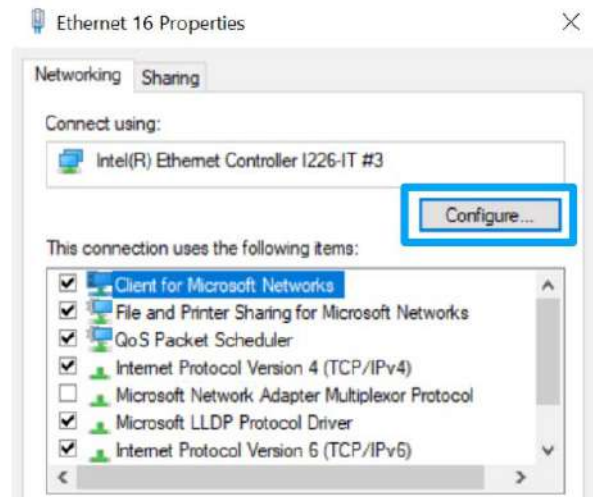 Ethernet 16 Properties
Networking Sharing
Connect using:
Intel(R) Ethernet Controller I226-IT #3
Configure...
This connection uses the following items:
Client for Microsoft Networks
File and Printer Sharing for Microsoft Networks
QoS Packet Scheduler
Internet Protocol Version 4 (TCP/IPv4)
Microsoft Network Adapter Multiplexor Protocol
Microsoft LLDP Protocol Driver
Internet Protocol Version 6 (TCP/IPv6)